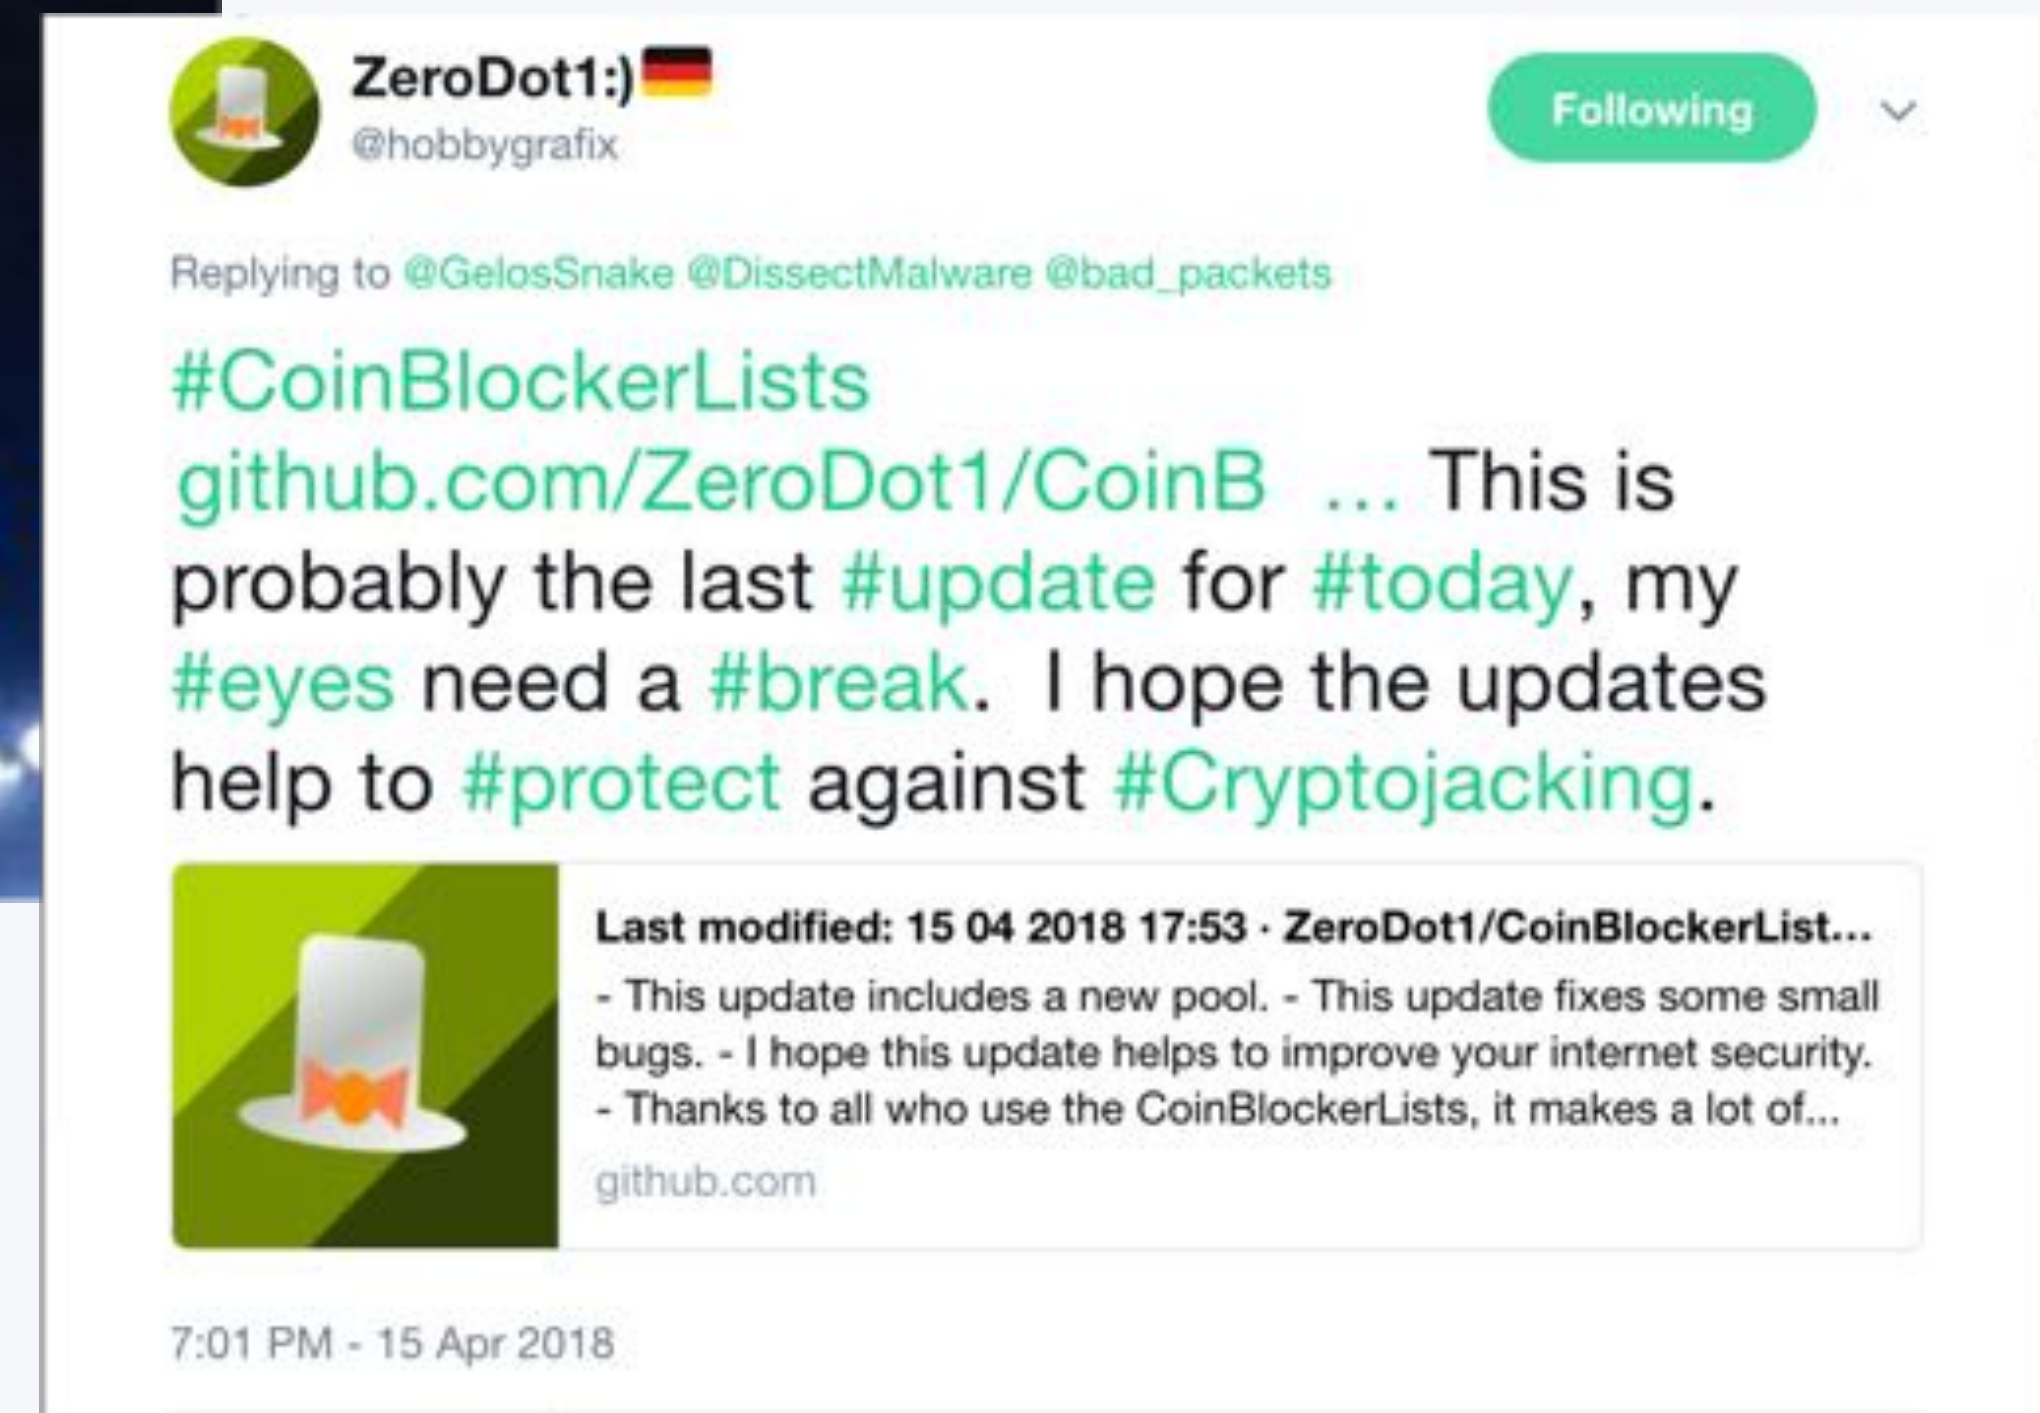 ZeroDot1:)
@hobbygrafix
Following
Replying to @GelosSnake @DissectMalware @bad_packets
#CoinBlockerLists
github.com/ZeroDot1/CoinB … This is
probably the last #update for #today, my
#eyes need a #break. I hope the updates
help to #protect against #Cryptojacking.
Last modified: 15 04 2018 17:53 · ZeroDot1/CoinBlockerList...
- This update includes a new pool. - This update fixes some small
bugs. - I hope this update helps to improve your internet security.
- Thanks to all who use the CoinBlockerLists, it makes a lot of...
github.com
7:01 PM - 15 Apr 2018